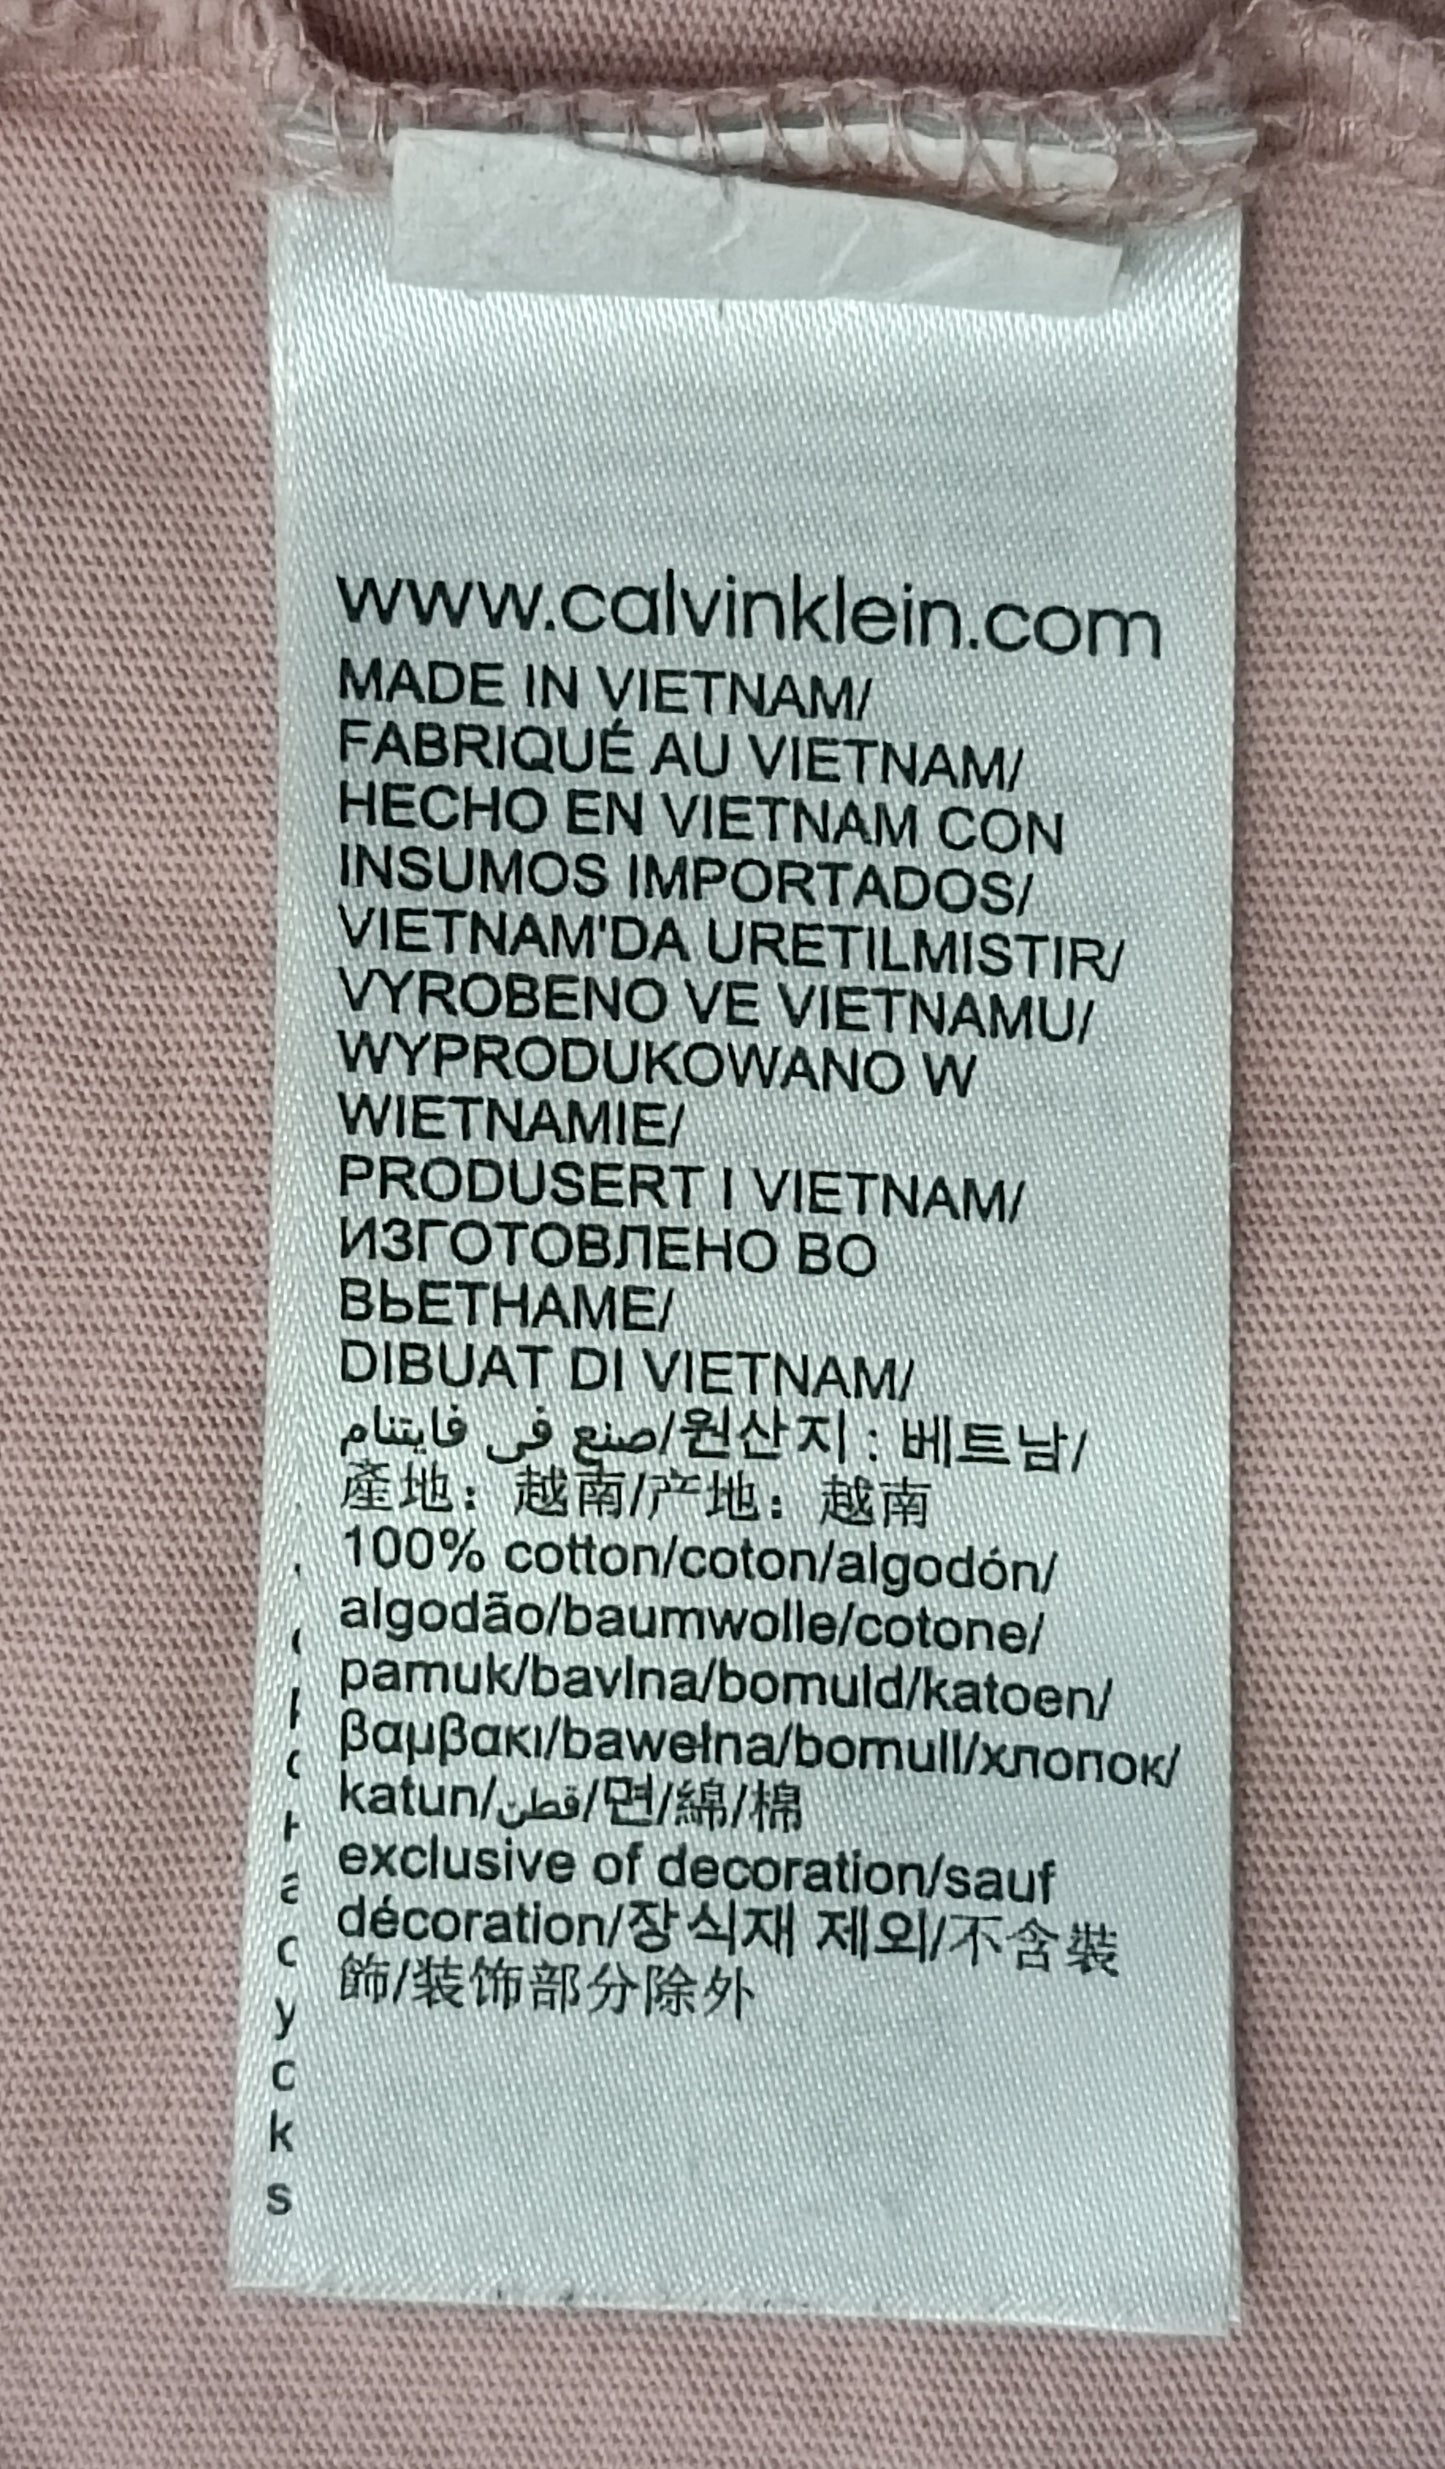 www.calvinklein.com
MADE IN VIETNAM/
FABRIQUÉ AU VIETNAM/
HECHO EN VIETNAM CON
INSUMOS IMPORTADOS/
VIETNAM'DA URETILMISTIR/
VYROBENO VE VIETNAMU/
WYPRODUKOWANO W
WIETNAMIE/
PRODUSERT I VIETNAM/
ИЗГОТОВЛЕНО ВО
ВЬЕТНАМЕ/
DIBUAT DI VIETNAM/
صنع في فايتنام/원산지 : 베트남/
產地：越南/产地：越南
100% cotton/coton/algodón/
algodão/baumwolle/cotone/
pamuk/bavlna/bomuld/katoen/
βαμβακι/bawełna/bomull/хлопок/
katun/قطن/면/綿/棉
exclusive of decoration/sauf
décoration/장식재 제외/不含裝
飾/装饰部分除外